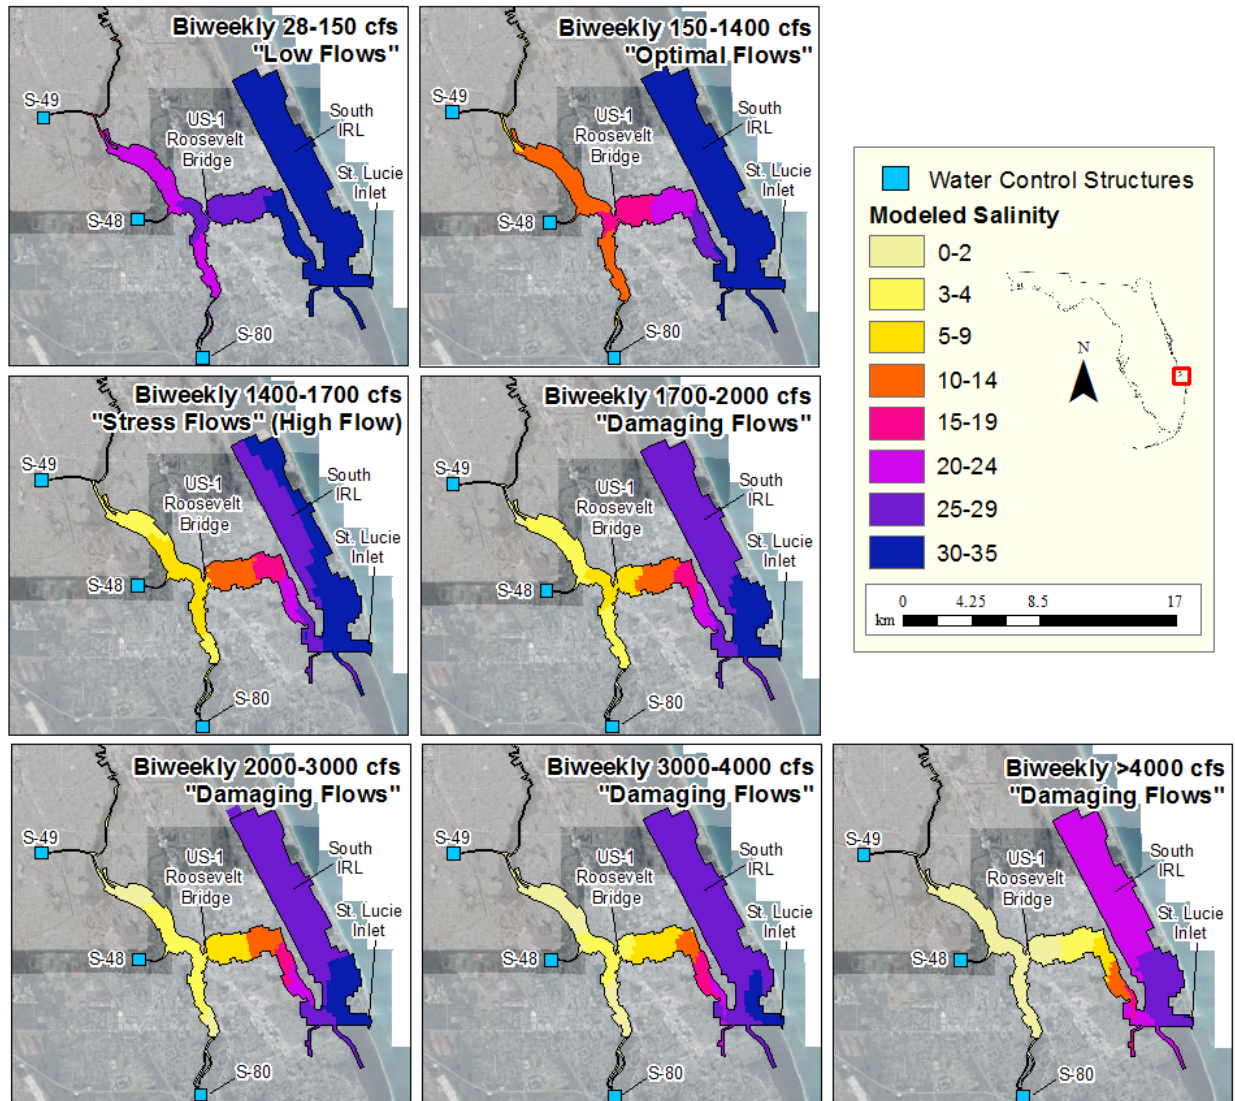 Biweekly 28-150 cfs
"Low Flows"
S-49
US-1
Roosevelt
Bridge
South
IRL
St. Lucie
Inlet
S-48
S-80
Biweekly 150-1400 cfs
"Optimal Flows"
S-49
US-1
Roosevelt
Bridge
South
IRL
St. Lucie
Inlet
S-48
S-80
Water Control Structures
Modeled Salinity
0-2
3-4
5-9
10-14
15-19
20-24
25-29
30-35
N
0 4.25 8.5 17
km
Biweekly 1400-1700 cfs
"Stress Flows" (High Flow)
S-49
US-1
Roosevelt
Bridge
South
IRL
St. Lucie
Inlet
S-48
S-80
Biweekly 1700-2000 cfs
"Damaging Flows"
S-49
US-1
Roosevelt
Bridge
South
IRL
St. Lucie
Inlet
S-48
S-80
Biweekly 2000-3000 cfs
"Damaging Flows"
S-49
US-1
Roosevelt
Bridge
South
IRL
St. Lucie
Inlet
S-48
S-80
Biweekly 3000-4000 cfs
"Damaging Flows"
S-49
US-1
Roosevelt
Bridge
South
IRL
St. Lucie
Inlet
S-48
S-80
Biweekly >4000 cfs
"Damaging Flows"
S-49
US-1
Roosevelt
Bridge
South
IRL
St. Lucie
Inlet
S-48
S-80